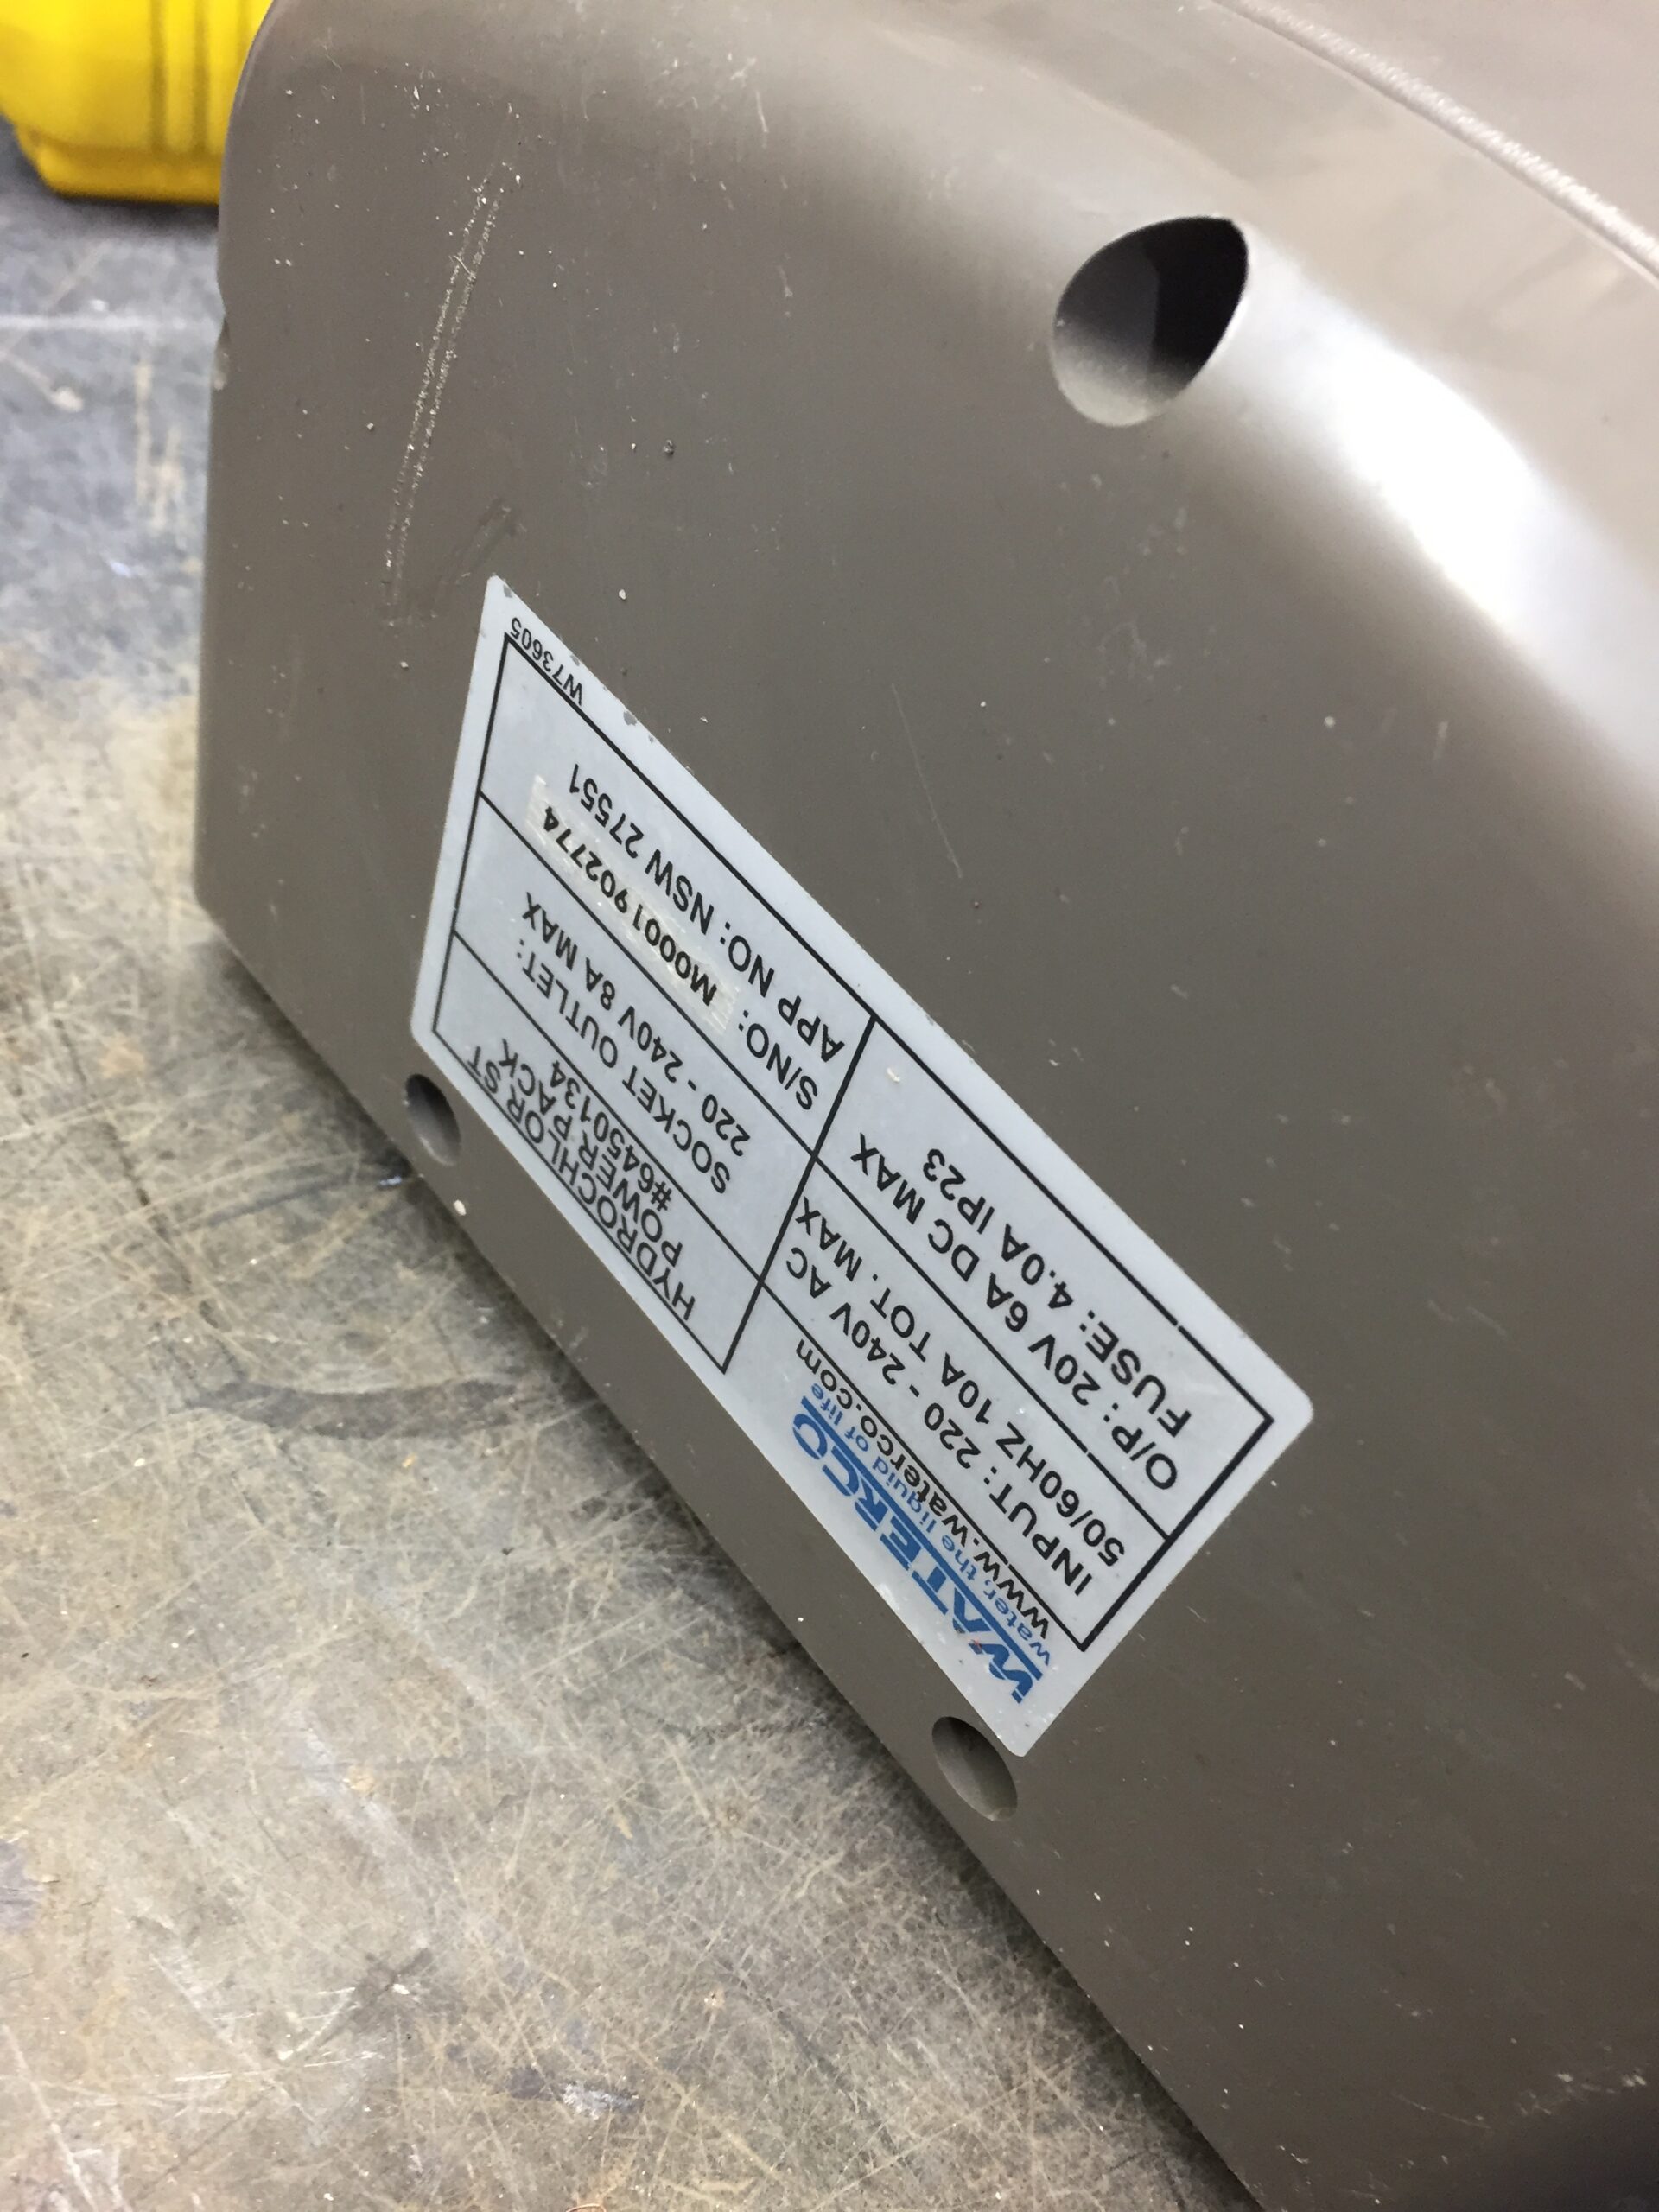 WATERCO
water, the liquid of life
www.waterco.com
HYDROCHLOR ST
POWER PACK
#64550134
INPUT: 220 - 240V AC
50/60HZ 10A TOT. MAX
SOCKET OUTLET:
220 - 240V 8A MAX
O/P: 20V 6A DC MAX
FUSE: 4.0A IP23
S/NO: M0001902774
APP NO: NSW 27551
W73605